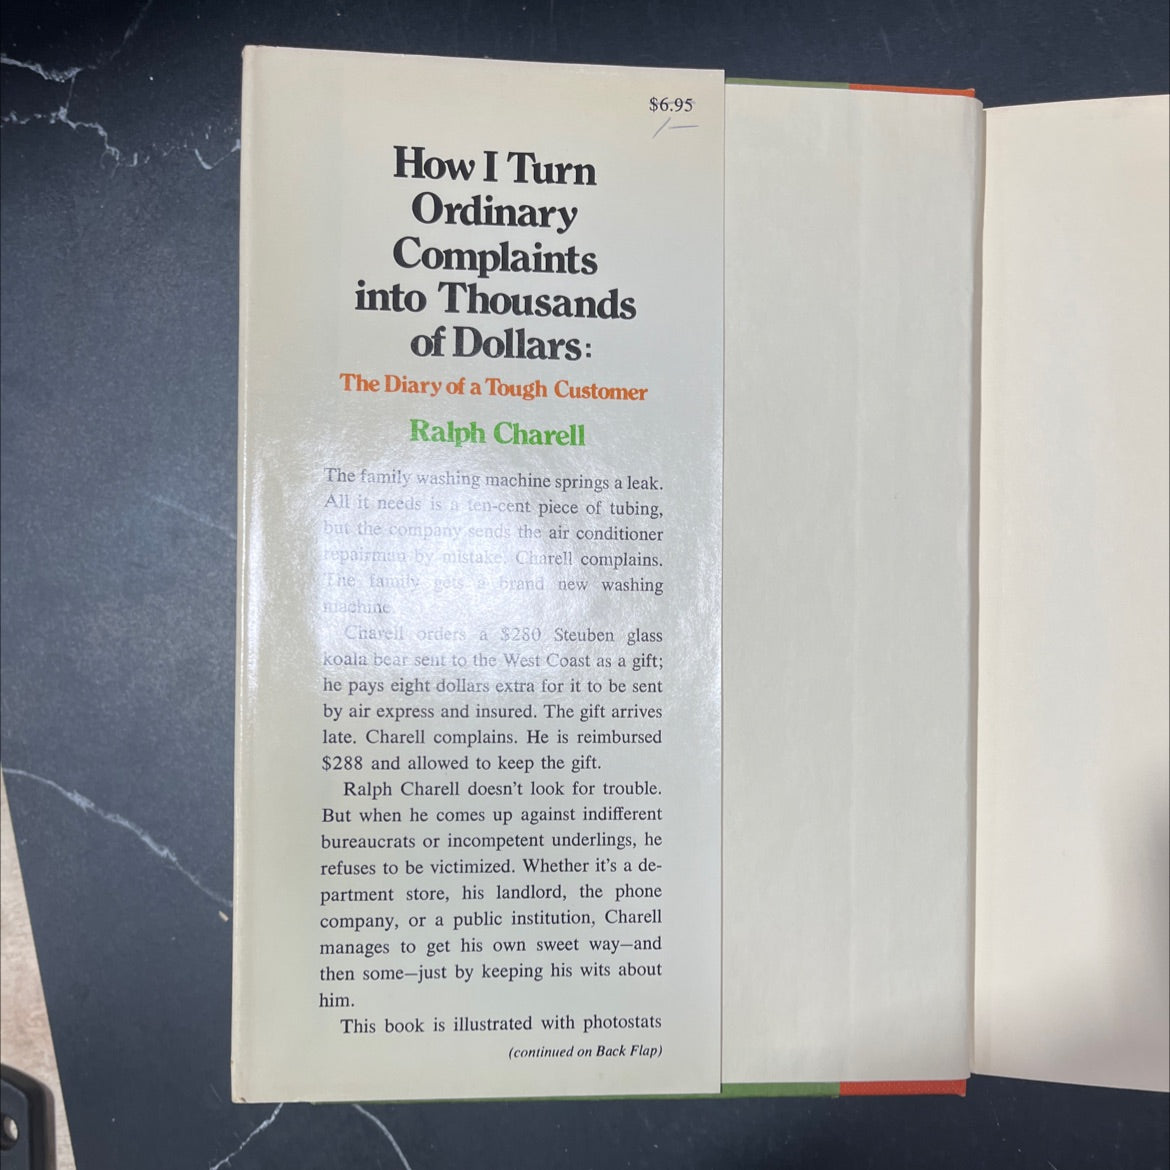 $6.95
/—
How I Turn
Ordinary
Complaints
into Thousands
of Dollars:
The Diary of a Tough Customer
Ralph Charell
The family washing machine springs a leak.
All it needs is a ten-cent piece of tubing,
but the company sends the air conditioner
repairman by mistake. Charell complains.
The family gets a brand new washing
machine.
Charell orders a $280 Steuben glass
koala bear sent to the West Coast as a gift;
he pays eight dollars extra for it to be sent
by air express and insured. The gift arrives
late. Charell complains. He is reimbursed
$288 and allowed to keep the gift.
Ralph Charell doesn't look for trouble.
But when he comes up against indifferent
bureaucrats or incompetent underlings, he
refuses to be victimized. Whether it's a de-
partment store, his landlord, the phone
company, or a public institution, Charell
manages to get his own sweet way—and
then some—just by keeping his wits about
him.
This book is illustrated with photostats
(continued on Back Flap)